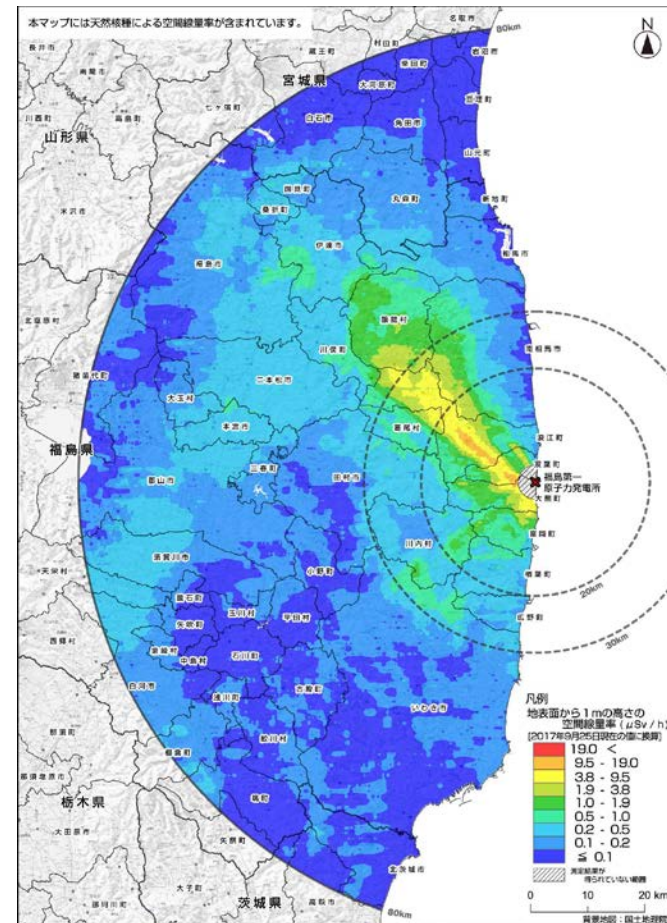 本マップには天然核種による空間線量率が含まれています。
80km
N
名取市
岩沼市
長井市
南陽市
蔵王町
村田町
柴田町
宮城県
大河原町
亘理町
七ヶ宿町
川西町
高畠町
白石市
角田市
山形県
山元町
米沢市
国見町
丸森町
新地町
桑折町
伊達市
相馬市
福島市
飯舘村
北塩原村
川俣町
南相馬市
猪苗代町
二本松市
大玉村
葛尾村
本宮市
浪江町
福島県
双葉町
三春町
福島第一
原子力発電所
郡山市
田村市
大熊町
富岡町
川内村
須賀川市
天栄村
小野町
楢葉町
20km
鏡石町
玉川村
平田村
広野町
30km
矢吹町
西郷村
泉崎村
中島村
石川町
白河市
古殿町
浅川町
いわき市
那須町
棚倉町
鮫川村
那須塩原市
塙町
栃木県
大田原市
矢祭町
北茨城市
大子町
那珂川町
茨城県
高萩市
80km
凡例
地表面から1mの高さの
空間線量率(μSv/h)
[2017年9月25日現在の値に換算]
19.0 <
9.5 - 19.0
3.8 - 9.5
1.9 - 3.8
1.0 - 1.9
0.5 - 1.0
0.2 - 0.5
0.1 - 0.2
≦ 0.1
測定結果が
得られていない範囲
0 10 20 km
背景地図:国土地理院